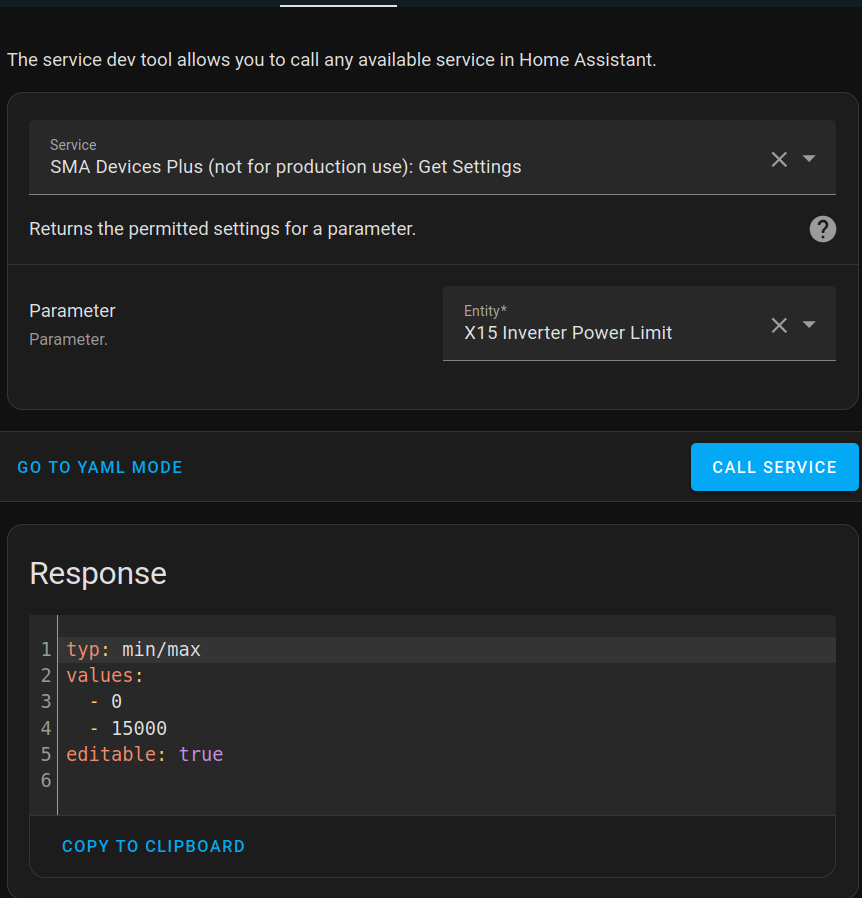 The service dev tool allows you to call any available service in Home Assistant.
Service
SMA Devices Plus (not for production use): Get Settings
Returns the permitted settings for a parameter.
?
Parameter
Parameter.
Entity*
X15 Inverter Power Limit
GO TO YAML MODE
CALL SERVICE
Response
1 typ: min/max
2 values:
3   - 0
4   - 15000
5 editable: true
6
COPY TO CLIPBOARD